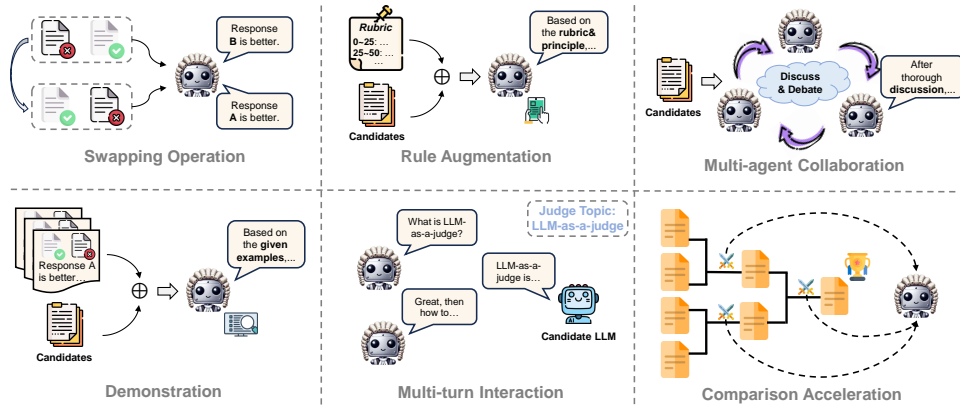 Response
B is better.
Response
A is better.
Swapping Operation
Rubric
0~25: …
25~50: …
…
Candidates
Based on
the rubric&
principle,...
Rule Augmentation
Candidates
Discuss
& Debate
After
thorough
discussion,...
Multi-agent Collaboration
Response A
is better…
Candidates
Based on
the given
examples,...
Demonstration
What is LLM-
as-a-judge?
Judge Topic:
LLM-as-a-judge
LLM-as-a-
judge is…
Great, then
how to…
AI
Candidate LLM
Multi-turn Interaction
Comparison Acceleration